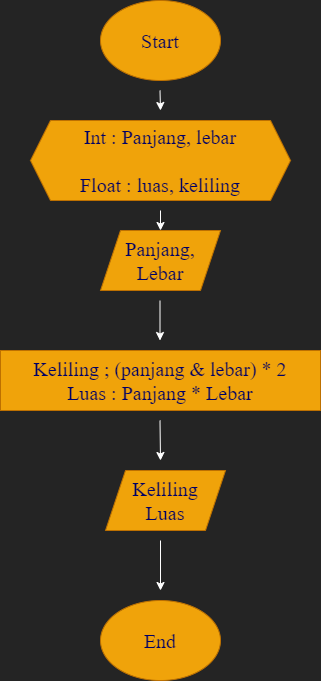 Start
Int : Panjang, lebar
Float : luas, keliling
Panjang,
Lebar
Keliling ; (panjang & lebar) * 2
Luas : Panjang * Lebar
Keliling
Luas
End